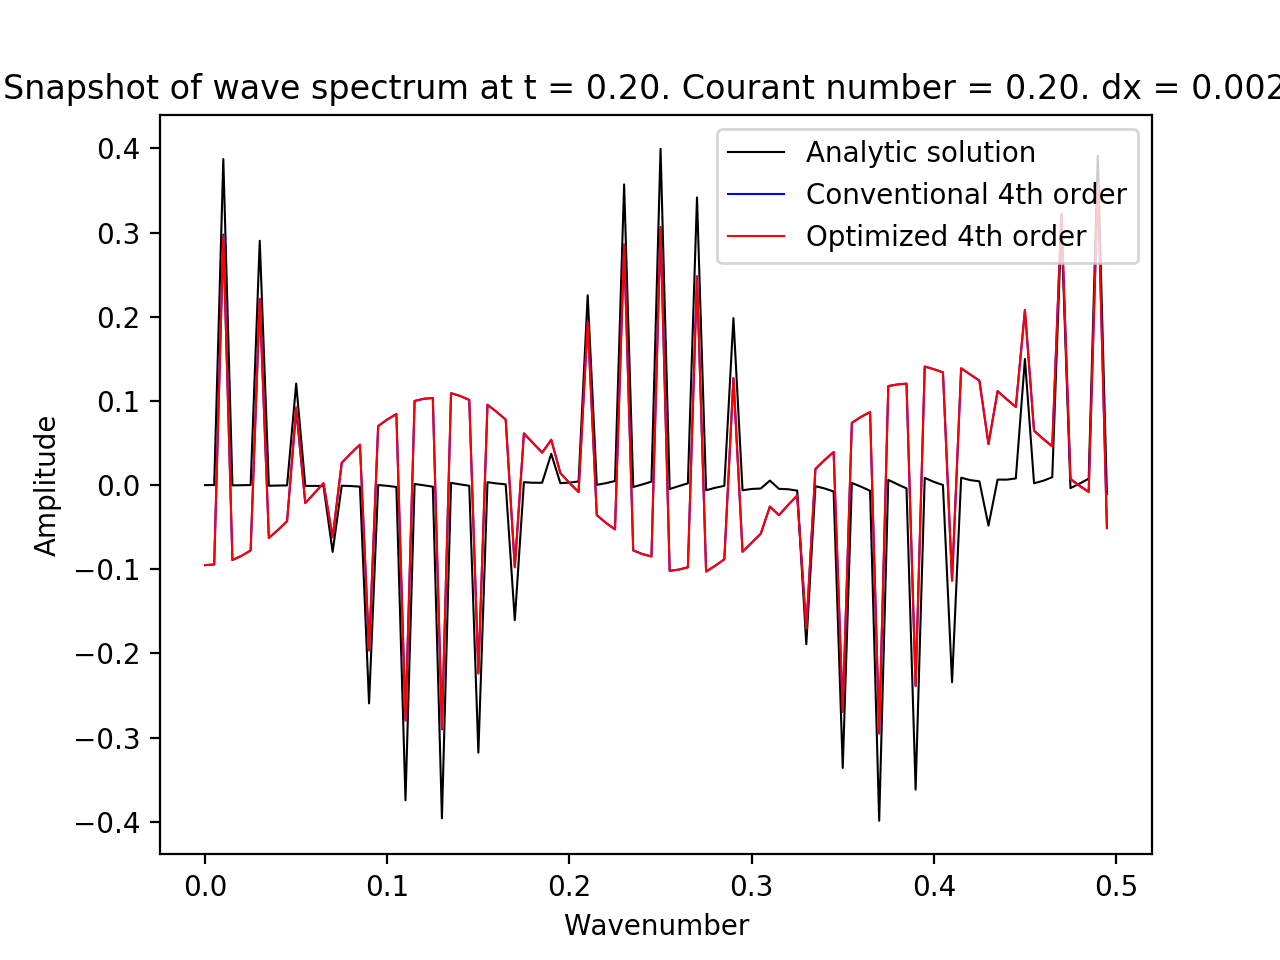 Snapshot of wave spectrum at t = 0.20. Courant number = 0.20. dx = 0.002
Analytic solution
Conventional 4th order
Optimized 4th order
0.4
0.3
0.2
0.1
0.0
−0.1
−0.2
−0.3
−0.4
Amplitude
0.0 0.1 0.2 0.3 0.4 0.5
Wavenumber